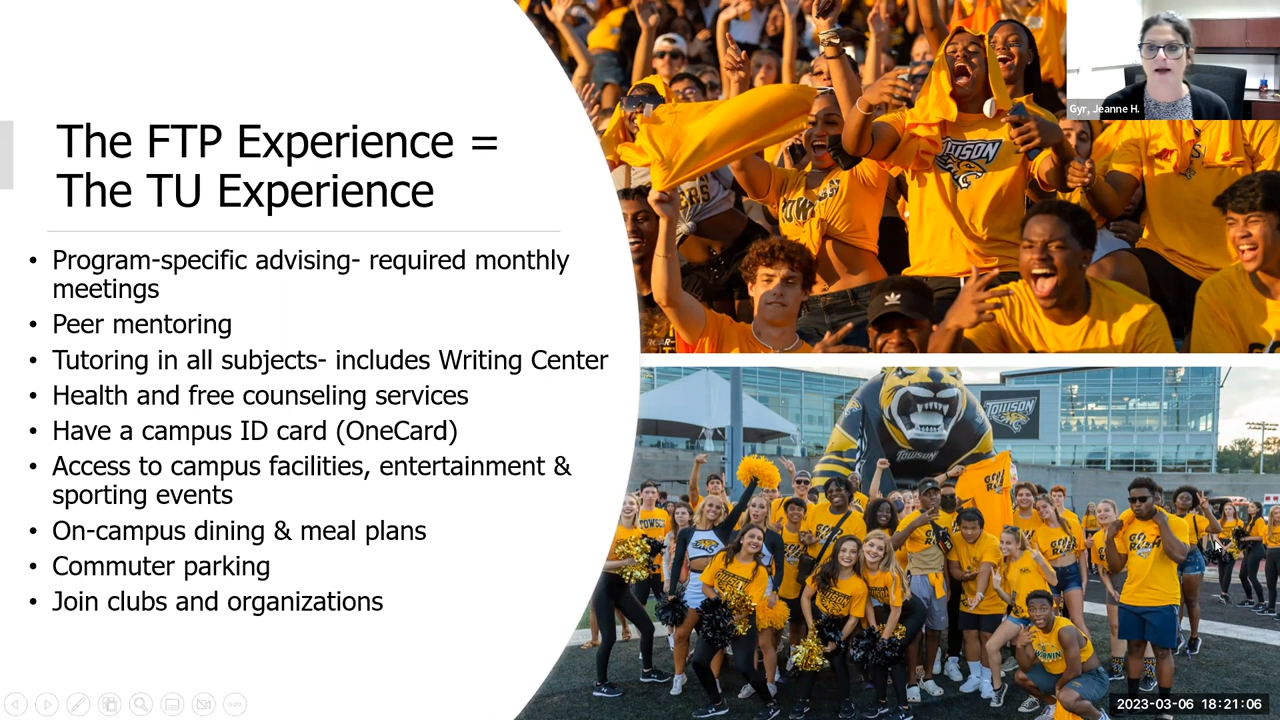 The FTP Experience =
The TU Experience
• Program-specific advising- required monthly
meetings
• Peer mentoring
• Tutoring in all subjects- includes Writing Center
• Health and free counseling services
• Have a campus ID card (OneCard)
• Access to campus facilities, entertainment &
sporting events
• On-campus dining & meal plans
• Commuter parking
• Join clubs and organizations
Gyr, Jeanne H.
TOWSON
TOWSON
TOWSON
2023-03-06 18:21:06